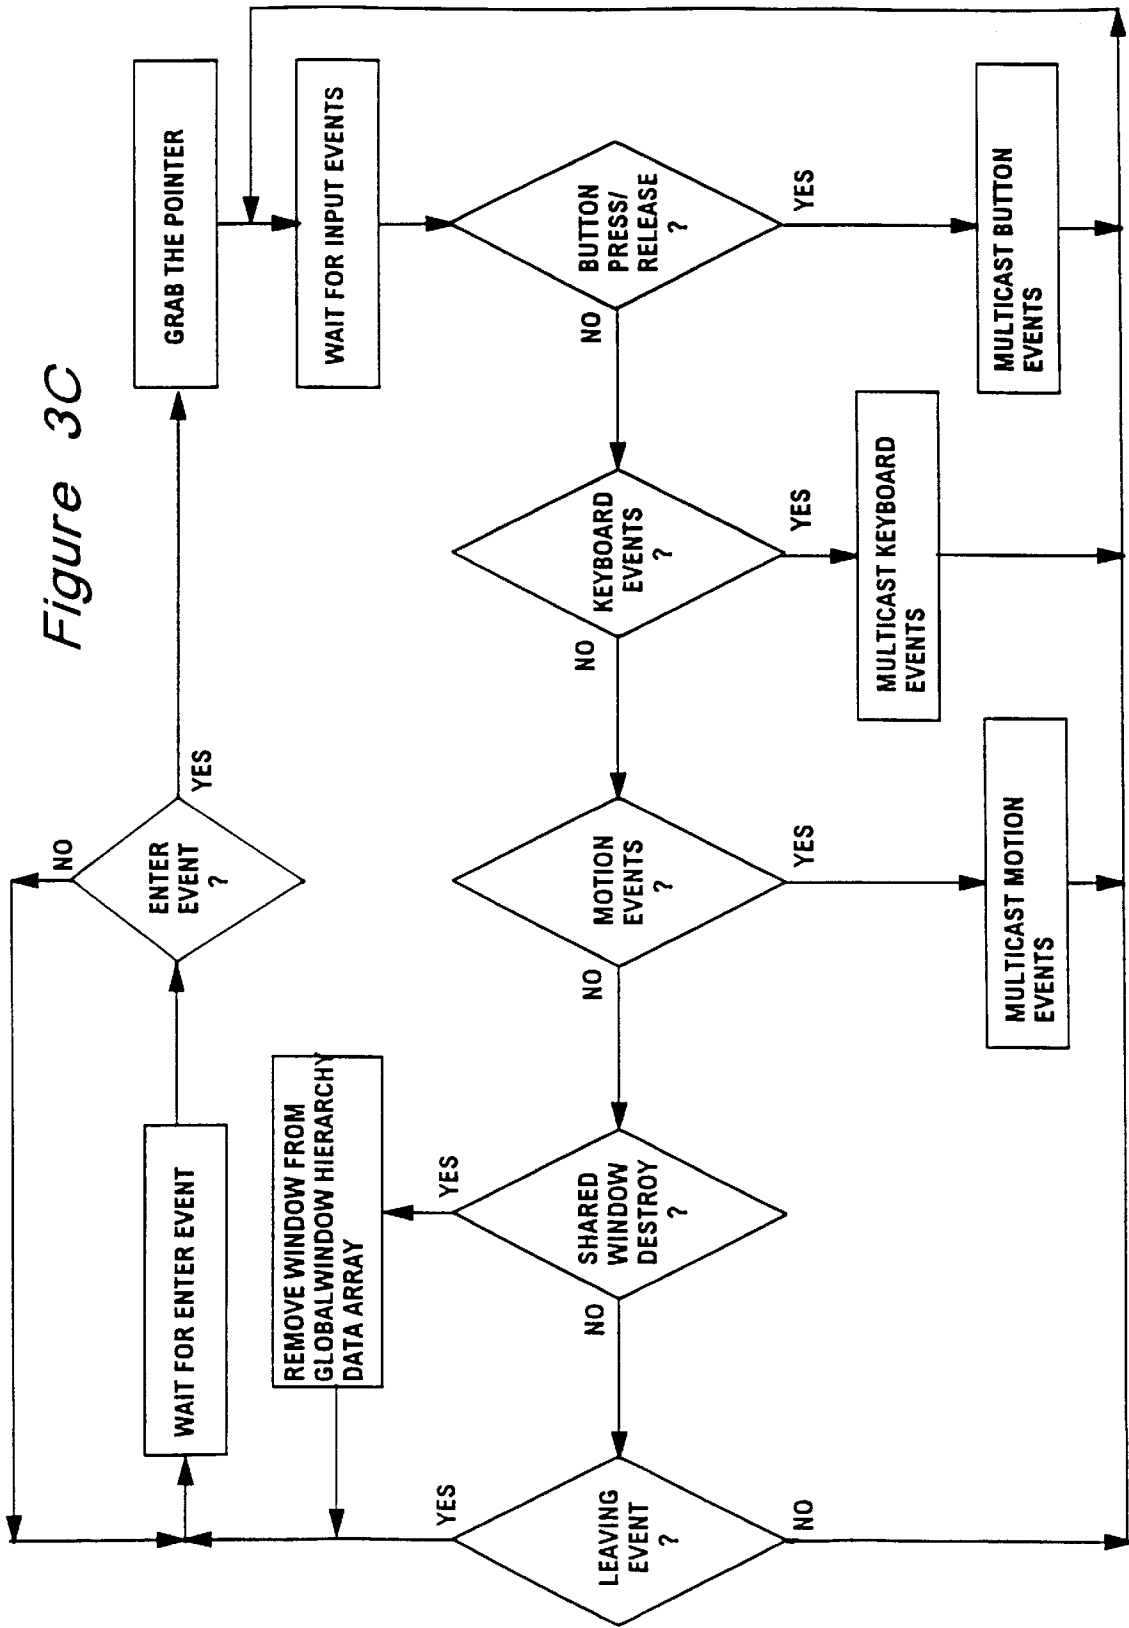 Figure 3C
NO
ENTER
EVENT
?
YES
WAIT FOR ENTER EVENT
GRAB THE POINTER
REMOVE WINDOW FROM
GLOBALWINDOW HIERARCHY
DATA ARRAY
WAIT FOR INPUT EVENTS
YES
LEAVING
EVENT
?
NO
YES
SHARED
WINDOW
DESTROY
?
NO
MOTION
EVENTS
?
NO
YES
KEYBOARD
EVENTS
?
NO
YES
BUTTON
PRESS/
RELEASE
?
NO
YES
MULTICAST MOTION
EVENTS
MULTICAST KEYBOARD
EVENTS
MULTICAST BUTTON
EVENTS